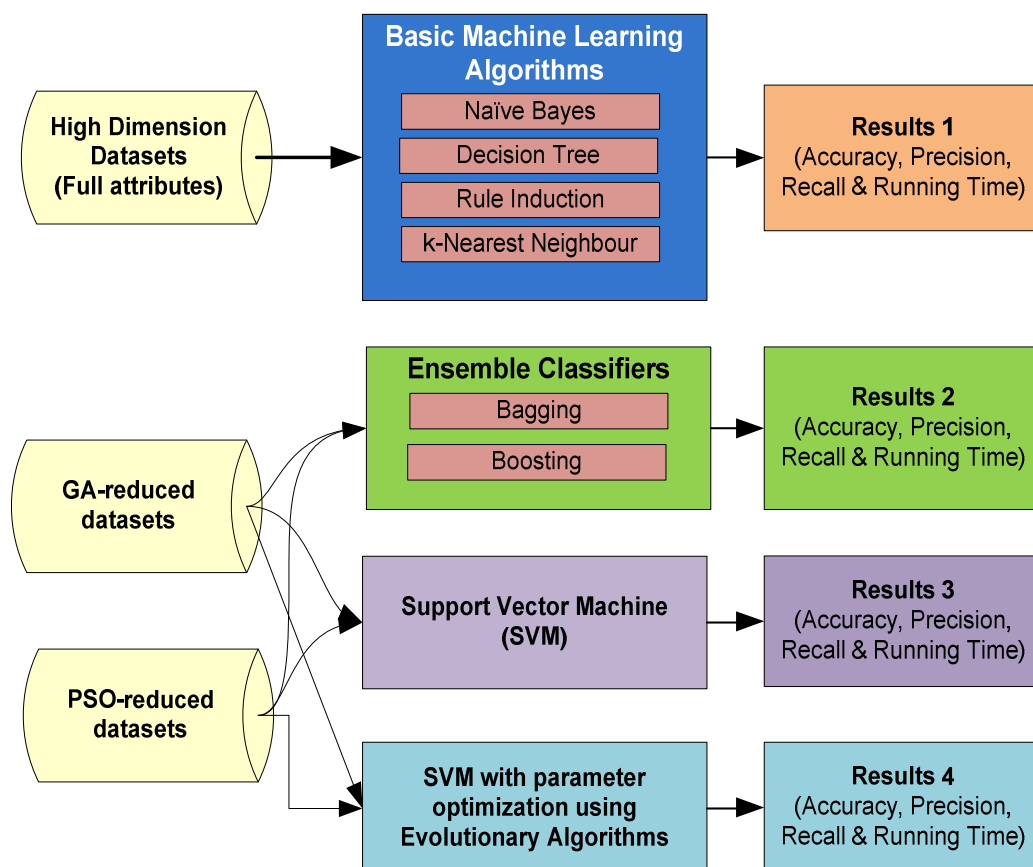 High Dimension
Datasets
(Full attributes)
Basic Machine Learning
Algorithms
Naïve Bayes
Decision Tree
Rule Induction
k-Nearest Neighbour
Results 1
(Accuracy, Precision,
Recall & Running Time)
GA-reduced
datasets
PSO-reduced
datasets
Ensemble Classifiers
Bagging
Boosting
Results 2
(Accuracy, Precision,
Recall & Running Time)
Support Vector Machine
(SVM)
Results 3
(Accuracy, Precision,
Recall & Running Time)
SVM with parameter
optimization using
Evolutionary Algorithms
Results 4
(Accuracy, Precision,
Recall & Running Time)